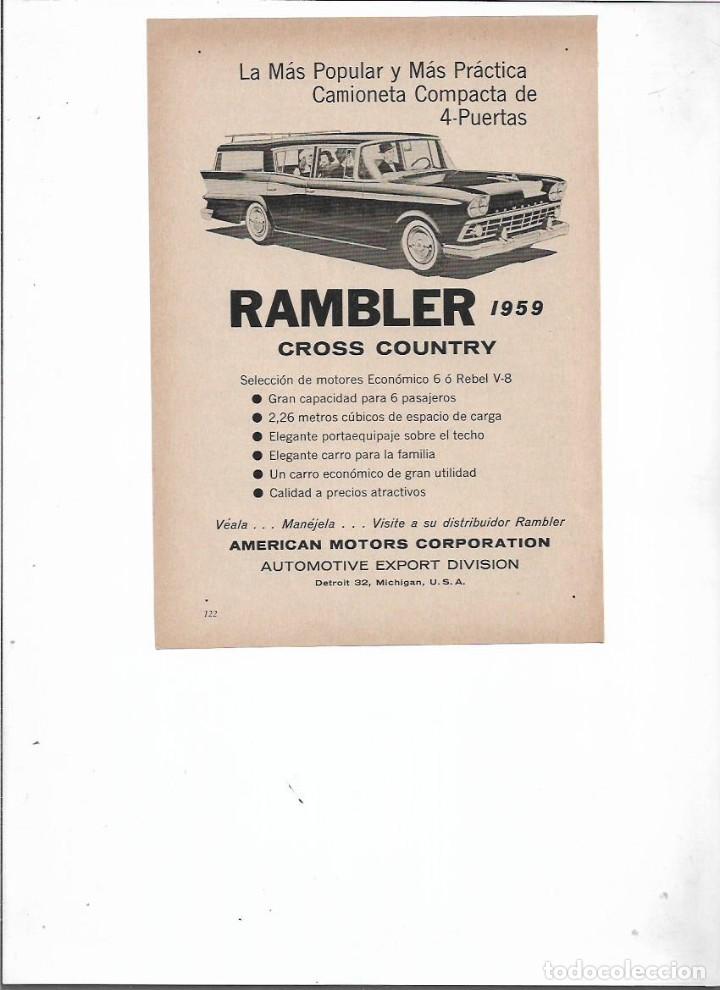 La Más Popular y Más Práctica
Camioneta Compacta de
4-Puertas
RAMBLER 1959
CROSS COUNTRY
Selección de motores Económico 6 ó Rebel V-8
● Gran capacidad para 6 pasajeros
● 2,26 metros cúbicos de espacio de carga
● Elegante portaequipaje sobre el techo
● Elegante carro para la familia
● Un carro económico de gran utilidad
● Calidad a precios atractivos
Véala . . . Manéjela . . . Visite a su distribuidor Rambler
AMERICAN MOTORS CORPORATION
AUTOMOTIVE EXPORT DIVISION
Detroit 32, Michigan, U. S. A.
122
todocoleccion